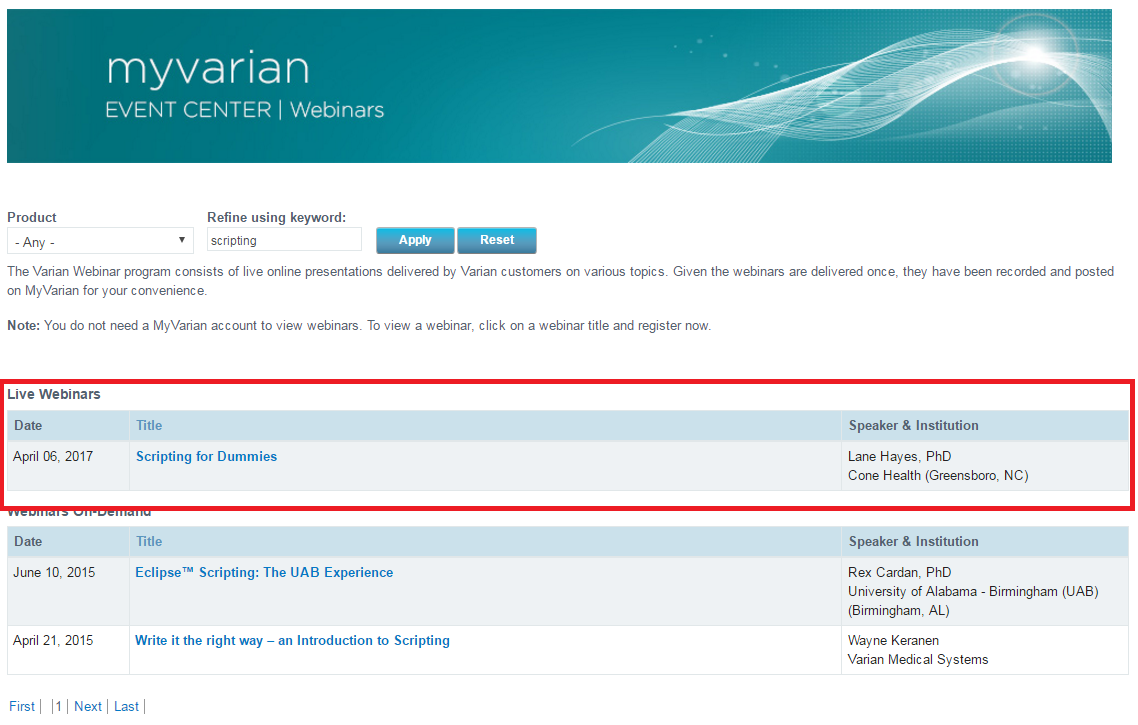 myvarian
EVENT CENTER | Webinars
Product
Refine using keyword:
- Any -
scripting
Apply
Reset
The Varian Webinar program consists of live online presentations delivered by Varian customers on various topics. Given the webinars are delivered once, they have been recorded and posted
on MyVarian for your convenience.
Note: You do not need a MyVarian account to view webinars. To view a webinar, click on a webinar title and register now.
Live Webinars
Date Title Speaker & Institution
April 06, 2017 Scripting for Dummies Lane Hayes, PhD
Cone Health (Greensboro, NC)
Webinars On-Demand
Date Title Speaker & Institution
June 10, 2015 Eclipse™ Scripting: The UAB Experience Rex Cardan, PhD
University of Alabama - Birmingham (UAB)
(Birmingham, AL)
April 21, 2015 Write it the right way – an Introduction to Scripting Wayne Keranen
Varian Medical Systems
First | | 1 | Next | Last |